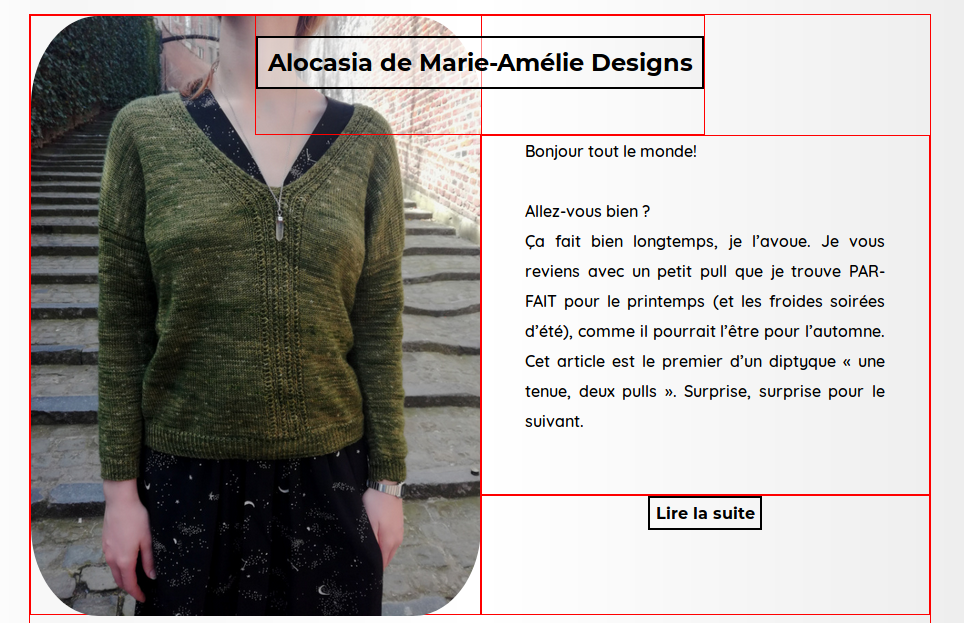 Alocasia de Marie-Amélie Designs
Bonjour tout le monde!
Allez-vous bien ?
Ça fait bien longtemps, je l’avoue. Je vous
reviens avec un petit pull que je trouve PAR-
FAIT pour le printemps (et les froides soirées
d’été), comme il pourrait l’être pour l’automne.
Cet article est le premier d’un diptyque « une
tenue, deux pulls ». Surprise, surprise pour le
suivant.
Lire la suite